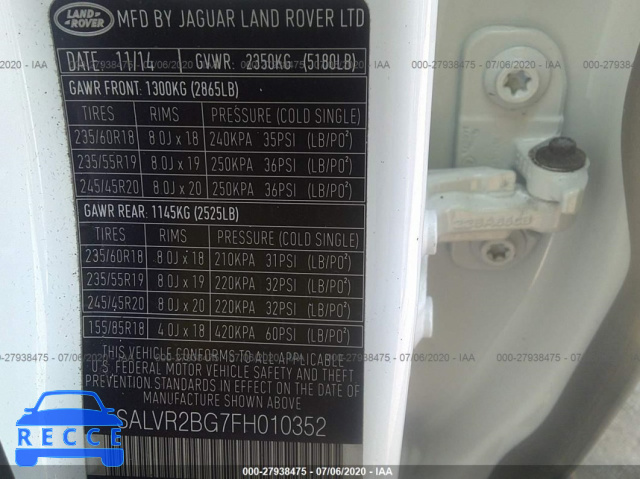 000-27938475 - 07/06/2020 - IAA
LAND ROVER
MFD BY JAGUAR LAND ROVER LTD
DATE: 11/14 GVWR 2350KG (5180LB)
GAWR FRONT: 1300KG (2865LB)
TIRES RIMS PRESSURE (COLD SINGLE)
235/60R18 8.0J x 18 240KPA 35PSI (LB/PO²)
235/55R19 8.0J x 19 250KPA 36PSI (LB/PO²)
245/45R20 8.0J x 20 250KPA 36PSI (LB/PO²)
GAWR REAR: 1145KG (2525LB)
TIRES RIMS PRESSURE (COLD SINGLE)
235/60R18 8.0J x 18 210KPA 31PSI (LB/PO²)
235/55R19 8.0J x 19 220KPA 32PSI (LB/PO²)
245/45R20 8.0J x 20 220KPA 32PSI (LB/PO²)
155/85R18 4.0J x 18 420KPA 60PSI (LB/PO²)
THIS VEHICLE CONFORMS TO ALL APPLICABLE
U.S. FEDERAL MOTOR VEHICLE SAFETY AND THEFT
PREVENTION STANDARDS IN EFFECT ON THE DATE OF
MANUFACTURE SHOWN ABOVE
SALVR2BG7FH010352
RECCE
000-27938475 - 07/06/2020 - IAA